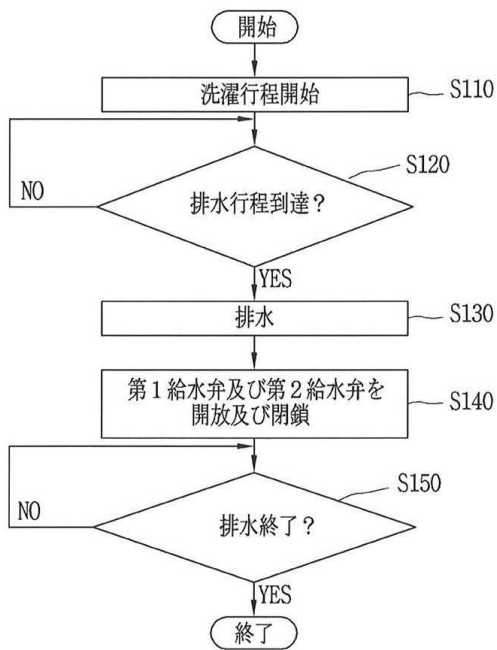 開始
洗濯行程開始
S110
S120
排水行程到達？
NO
YES
排水
S130
第１給水弁及び第２給水弁を
開放及び閉鎖
S140
S150
排水終了？
NO
YES
終了